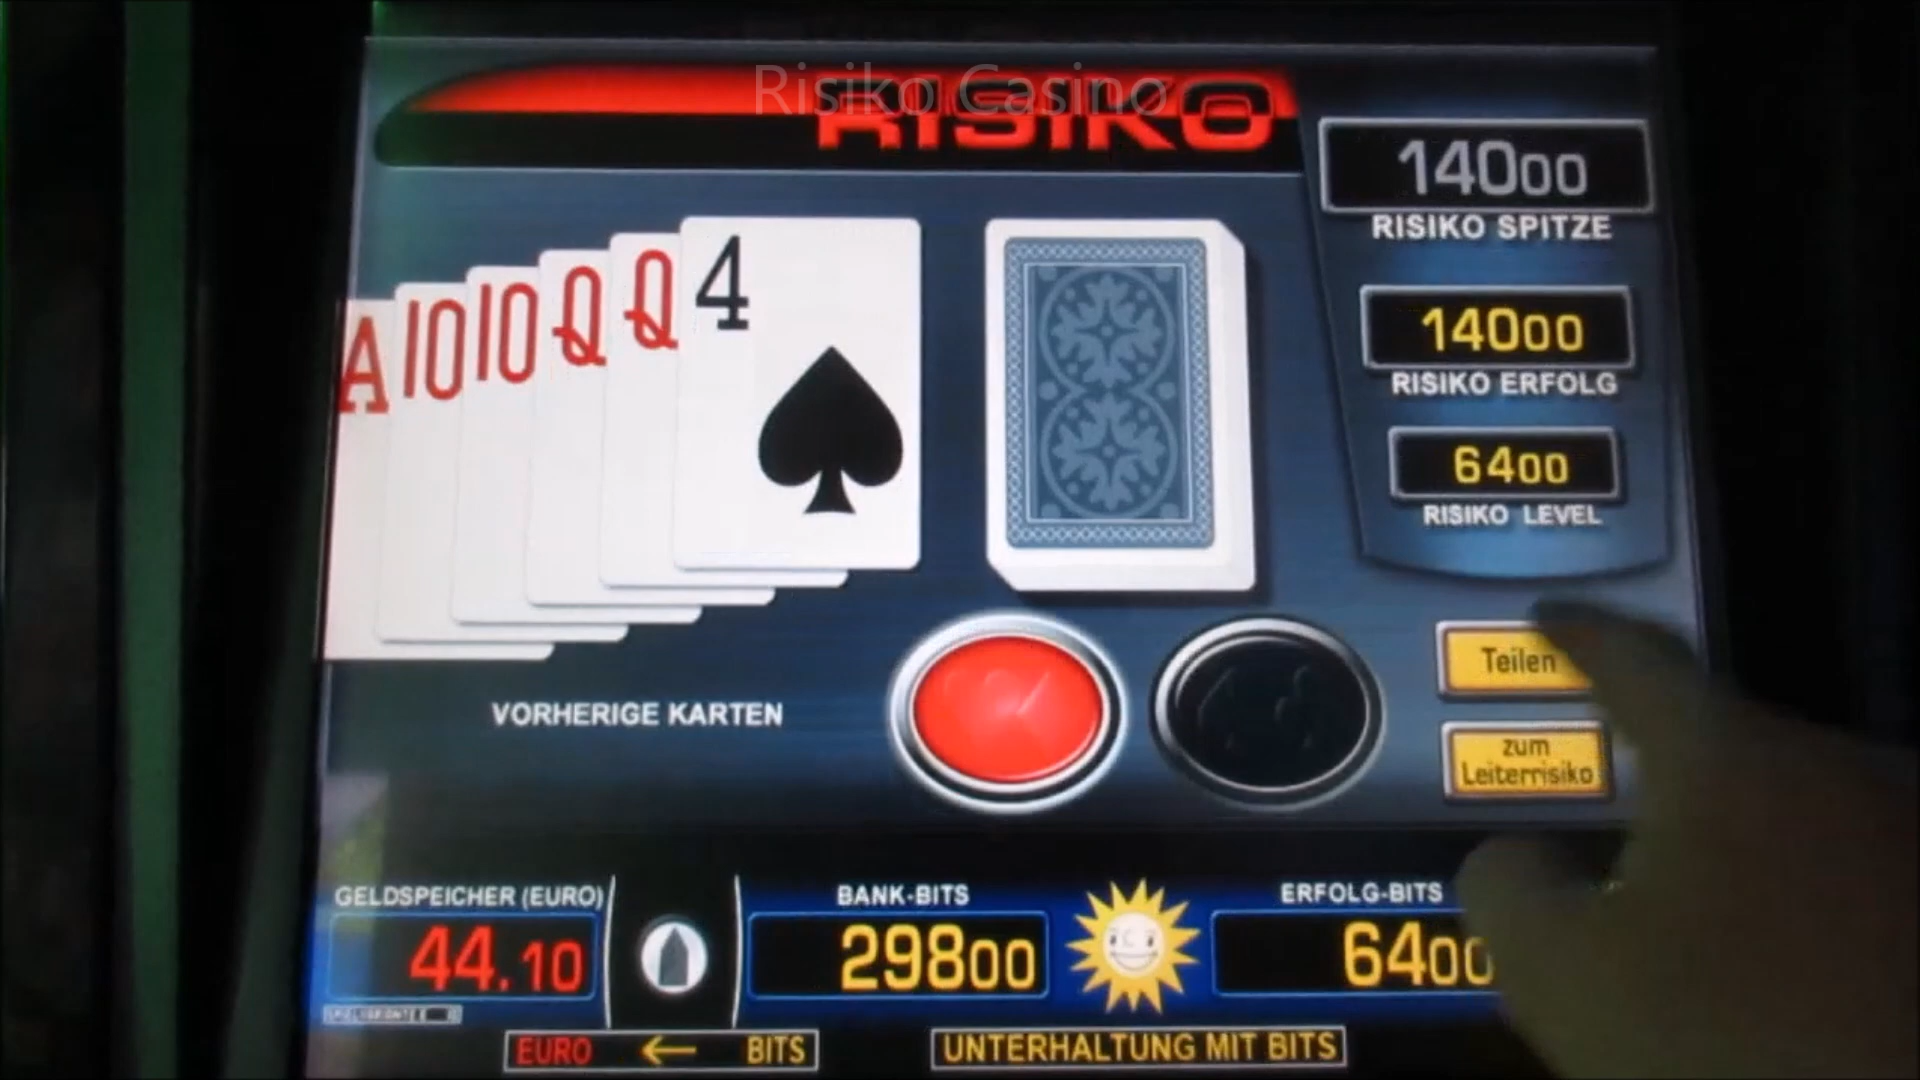 Risiko Casino
RISIKO
14000
RISIKO SPITZE
14000
RISIKO ERFOLG
6400
RISIKO LEVEL
A 10 10 Q Q 4
Teilen
zum
Leiterrisiko
VORHERIGE KARTEN
GELDSPEICHER (EURO)
44.10
BANK-BITS
29800
ERFOLG-BITS
6400
EURO ← BITS
UNTERHALTUNG MIT BITS